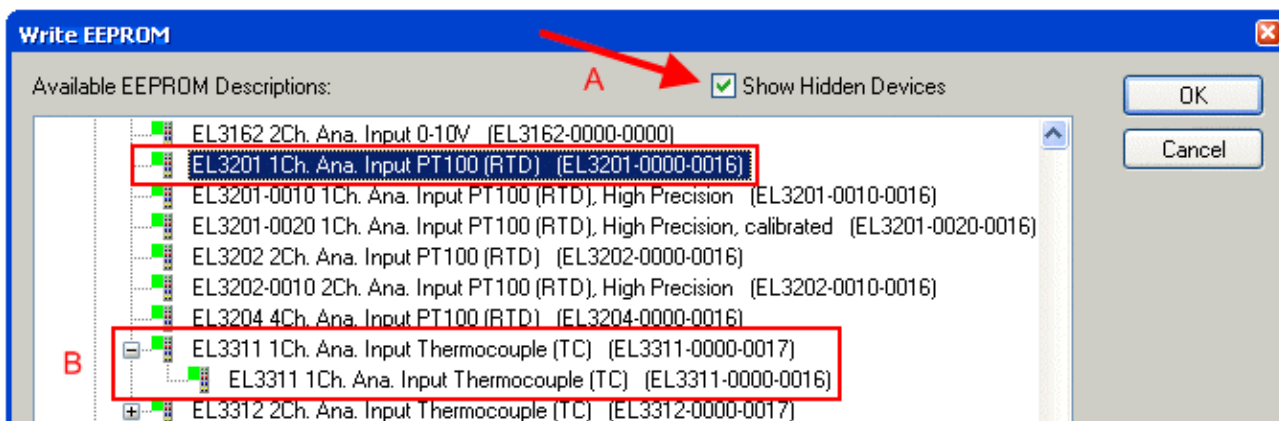 Write EEPROM
Available EEPROM Descriptions:
A
Show Hidden Devices
OK
Cancel
EL3162 2Ch. Ana. Input 0-10V (EL3162-0000-0000)
EL3201 1Ch. Ana. Input PT100 (RTD) (EL3201-0000-0016)
EL3201-0010 1Ch. Ana. Input PT100 (RTD), High Precision (EL3201-0010-0016)
EL3201-0020 1Ch. Ana. Input PT100 (RTD), High Precision, calibrated (EL3201-0020-0016)
EL3202 2Ch. Ana. Input PT100 (RTD) (EL3202-0000-0016)
EL3202-0010 2Ch. Ana. Input PT100 (RTD), High Precision (EL3202-0010-0016)
EL3204 4Ch. Ana. Input PT100 (RTD) (EL3204-0000-0016)
B
EL3311 1Ch. Ana. Input Thermocouple (TC) (EL3311-0000-0017)
EL3311 1Ch. Ana. Input Thermocouple (TC) (EL3311-0000-0016)
EL3312 2Ch. Ana. Input Thermocouple (TC) (EL3312-0000-0017)